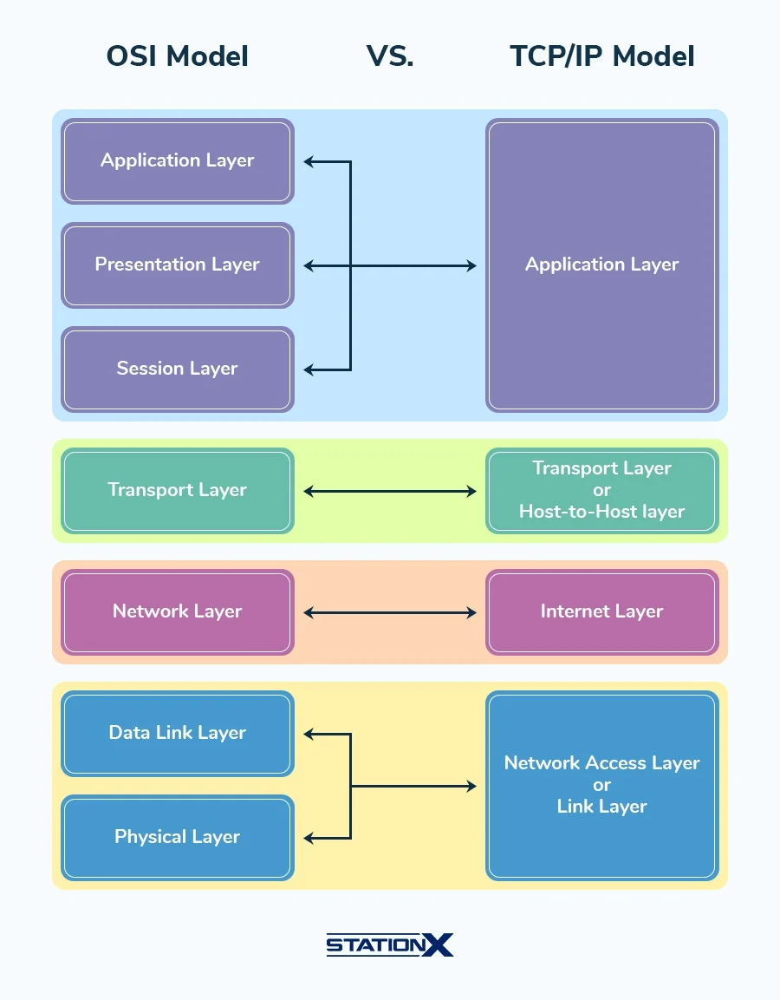 OSI Model VS. TCP/IP Model
Application Layer
Presentation Layer
Session Layer
Application Layer
Transport Layer
Transport Layer
or
Host-to-Host layer
Network Layer
Internet Layer
Data Link Layer
Physical Layer
Network Access Layer
or
Link Layer
STATIONX